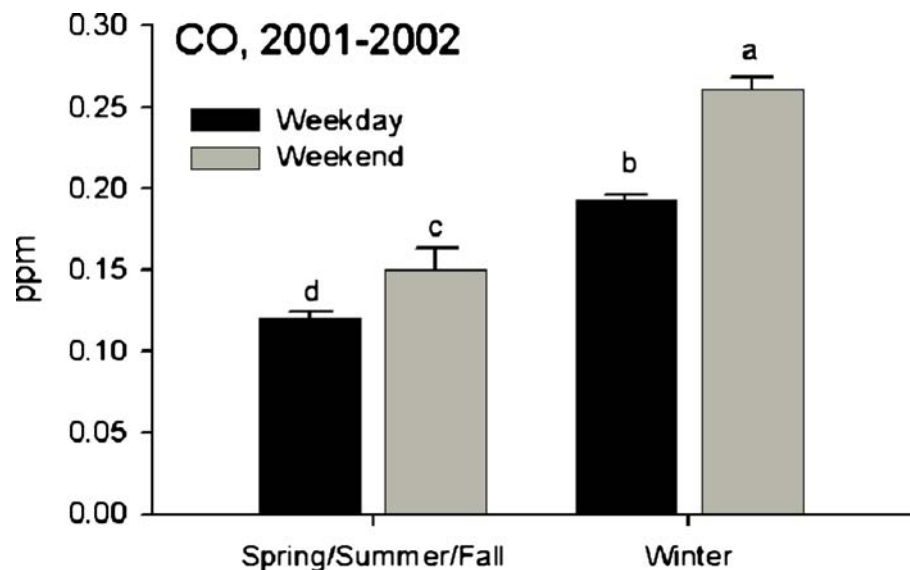 CO, 2001-2002
Weekday
Weekend
ppm
0.30
0.25
0.20
0.15
0.10
0.05
0.00
d
c
b
a
Spring/Summer/Fall
Winter